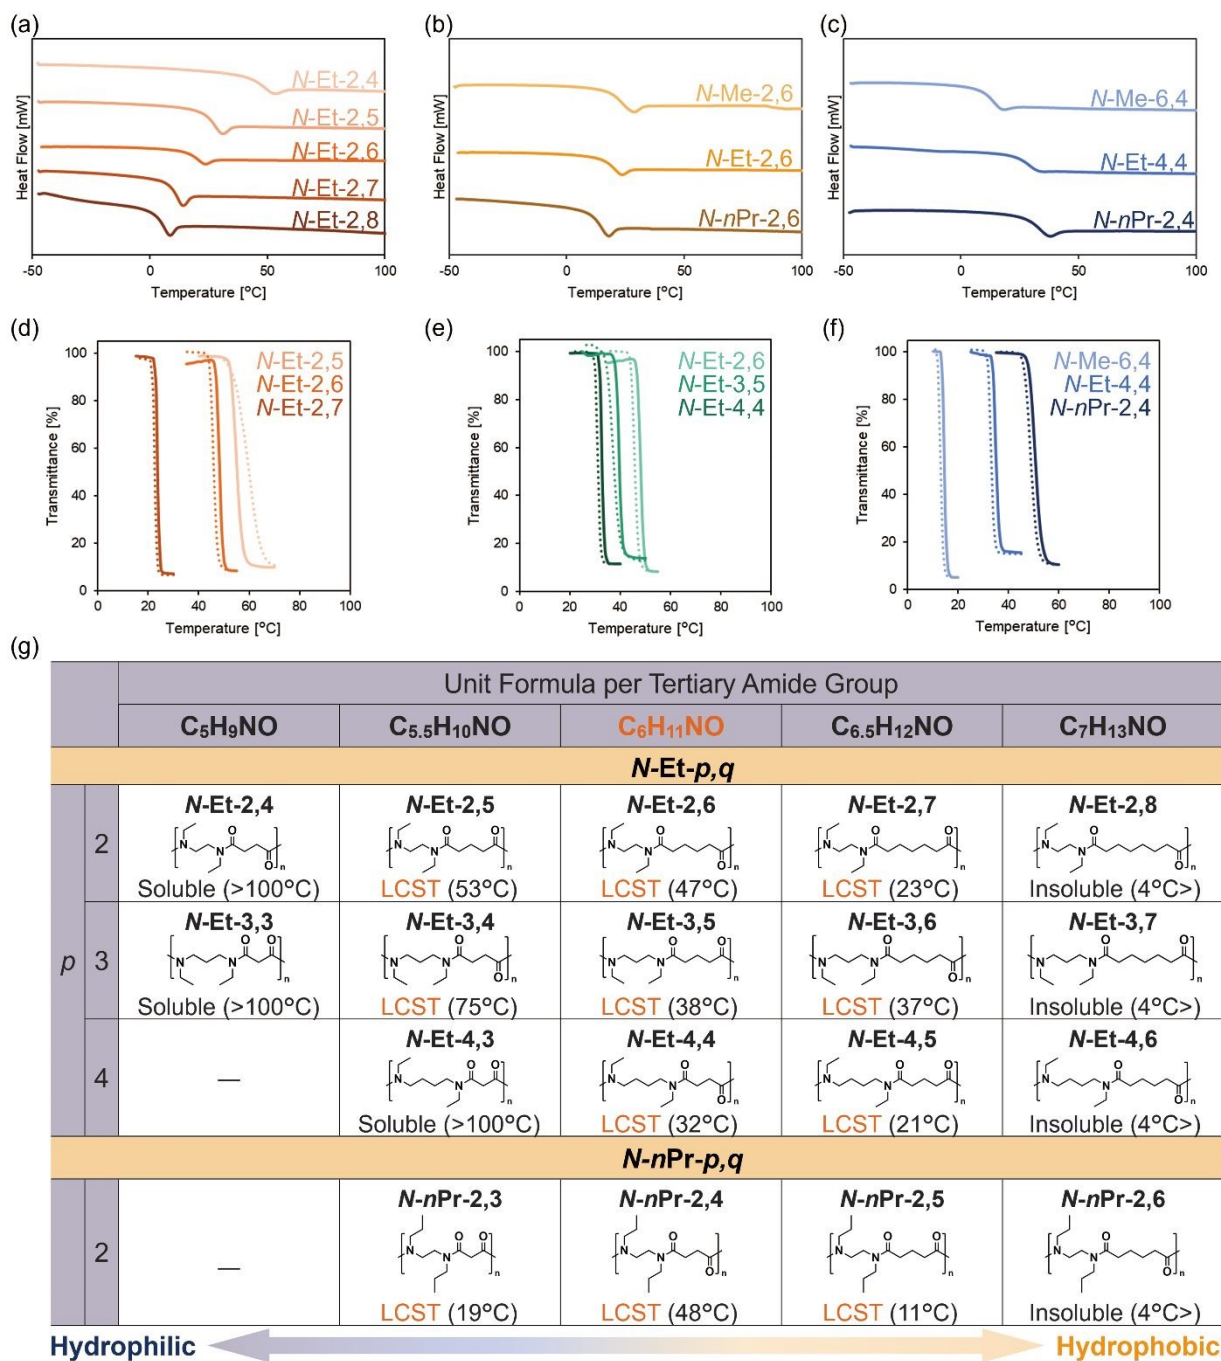 (a)
Heat Flow [mW]
N-Et-2,4
N-Et-2,5
N-Et-2,6
N-Et-2,7
N-Et-2,8
-50 0 50 100
Temperature [°C]
(b)
Heat Flow [mW]
N-Me-2,6
N-Et-2,6
N-nPr-2,6
-50 0 50 100
Temperature [°C]
(c)
Heat Flow [mW]
N-Me-6,4
N-Et-4,4
N-nPr-2,4
-50 0 50 100
Temperature [°C]
(d)
Transmittance [%]
100
80
60
40
20
0
N-Et-2,5
N-Et-2,6
N-Et-2,7
0 20 40 60 80 100
Temperature [°C]
(e)
Transmittance [%]
100
80
60
40
20
0
N-Et-2,6
N-Et-3,5
N-Et-4,4
0 20 40 60 80 100
Temperature [°C]
(f)
Transmittance [%]
100
80
60
40
20
0
N-Me-6,4
N-Et-4,4
N-nPr-2,4
0 20 40 60 80 100
Temperature [°C]
(g)
Unit Formula per Tertiary Amide Group
C₅H₉NO C₅.₅H₁₀NO C₆H₁₁NO C₆.₅H₁₂NO C₇H₁₃NO
N-Et-p,q
p
2
N-Et-2,4 N-Et-2,5 N-Et-2,6 N-Et-2,7 N-Et-2,8
N N O O n N N O O n N N O O n N N O O n N N O O n
Soluble (>100°C) LCST (53°C) LCST (47°C) LCST (23°C) Insoluble (4°C>)
3
N-Et-3,3 N-Et-3,4 N-Et-3,5 N-Et-3,6 N-Et-3,7
N N O O n N N O O n N N O O n N N O O n N N O O n
Soluble (>100°C) LCST (75°C) LCST (38°C) LCST (37°C) Insoluble (4°C>)
4
— N-Et-4,3 N-Et-4,4 N-Et-4,5 N-Et-4,6
N N O O n N N O O n N N O O n N N O O n
Soluble (>100°C) LCST (32°C) LCST (21°C) Insoluble (4°C>)
N-nPr-p,q
2
— N-nPr-2,3 N-nPr-2,4 N-nPr-2,5 N-nPr-2,6
N N O O n N N O O n N N O O n N N O O n
LCST (19°C) LCST (48°C) LCST (11°C) Insoluble (4°C>)
Hydrophilic Hydrophobic